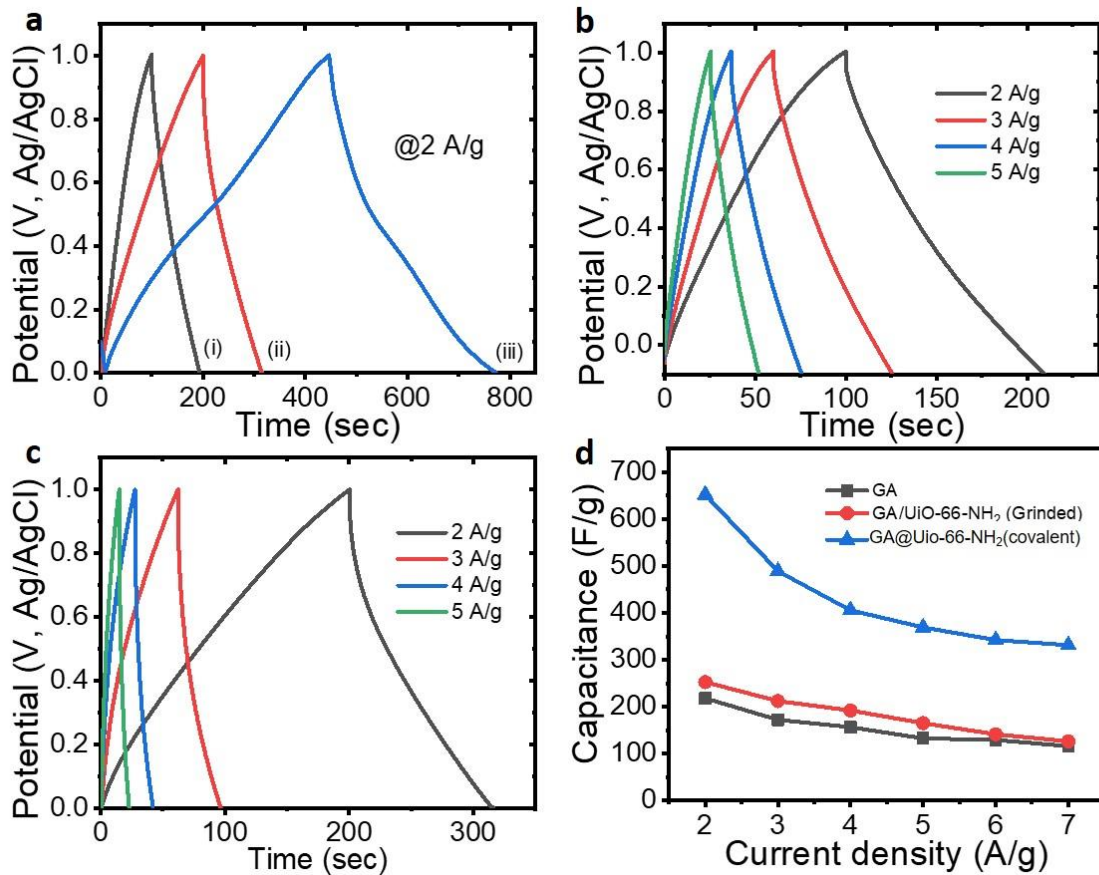 a
Potential (V, Ag/AgCl)
1.0
0.8
0.6
0.4
0.2
0.0
@2 A/g
(i)
(ii)
(iii)
0
200
400
600
800
Time (sec)
b
Potential (V, Ag/AgCl)
1.0
0.8
0.6
0.4
0.2
0.0
2 A/g
3 A/g
4 A/g
5 A/g
0
50
100
150
200
Time (sec)
c
Potential (V, Ag/AgCl)
1.0
0.8
0.6
0.4
0.2
0.0
2 A/g
3 A/g
4 A/g
5 A/g
0
100
200
300
Time (sec)
d
Capacitance (F/g)
700
600
500
400
300
200
100
0
GA
GA/UiO-66-NH₂ (Grinded)
GA@Uio-66-NH₂(covalent)
2
3
4
5
6
7
Current density (A/g)